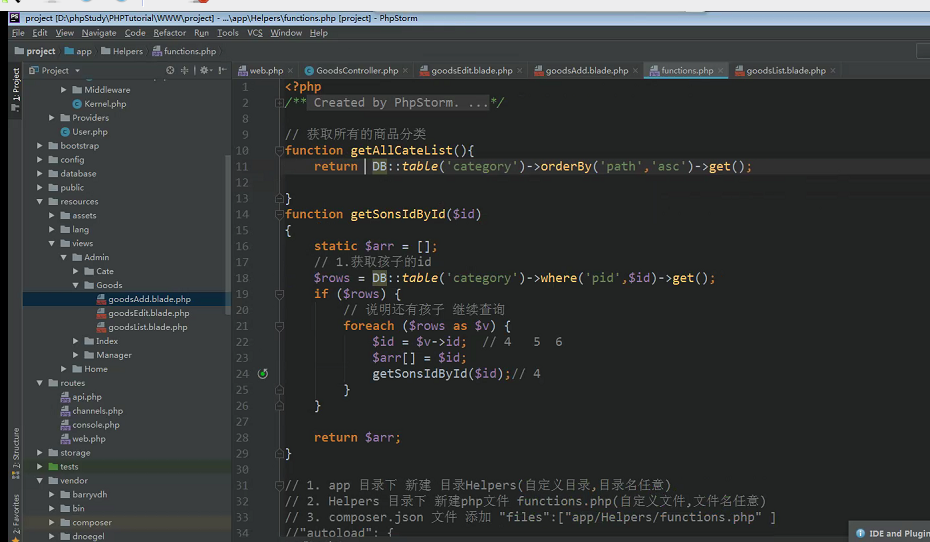 project [D:\phpStudy\PHPTutorial\WWW\project] - ...\app\Helpers\functions.php [project] - PhpStorm
File Edit View Navigate Code Refactor Run Tools VCS Window Help
project app Helpers functions.php
Project
web.php GoodsController.php goodsEdit.blade.php goodsAdd.blade.php functions.php goodsList.blade.php
1: Project
Middleware
Kernel.php
Providers
User.php
bootstrap
config
database
public
resources
assets
lang
views
Admin
Cate
Goods
goodsAdd.blade.php
goodsEdit.blade.php
goodsList.blade.php
Index
Manager
Home
routes
api.php
channels.php
console.php
web.php
storage
tests
vendor
barryvdh
bin
composer
dnoegel
7: Structure
2: Favorites
1 <?php
2 /** Created by PhpStorm. ...*/
8
9 // 获取所有的商品分类
10 function getAllCateList(){
11 return DB::table('category')->orderBy('path','asc')->get();
12
13 }
14 function getSonsIdById($id)
15 {
16 static $arr = [];
17 // 1.获取孩子的id
18 $rows = DB::table('category')->where('pid',$id)->get();
19 if ($rows) {
20 // 说明还有孩子 继续查询
21 foreach ($rows as $v) {
22 $id = $v->id; // 4 5 6
23 $arr[] = $id;
24 getSonsIdById($id);// 4
25 }
26 }
27
28 return $arr;
29 }
30
31 // 1. app 目录下 新建 目录Helpers(自定义目录,目录名任意)
32 // 2. Helpers 目录下 新建php文件 functions.php(自定义文件,文件名任意)
33 // 3. composer.json 文件 添加 "files":["app/Helpers/functions.php" ]
34 //"autoload": {
IDE and Plugin